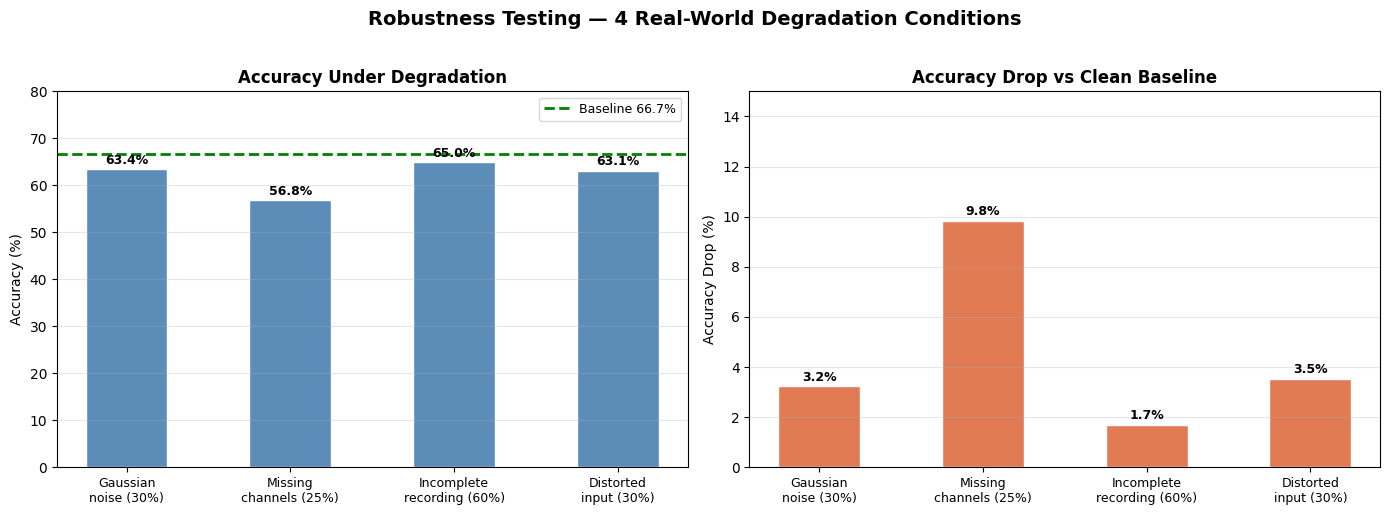 Robustness Testing — 4 Real-World Degradation Conditions
Accuracy Under Degradation
Baseline 66.7%
Accuracy (%)
80
70
60
50
40
30
20
10
0
63.4%
56.8%
65.0%
63.1%
Gaussian
noise (30%)
Missing
channels (25%)
Incomplete
recording (60%)
Distorted
input (30%)
Accuracy Drop vs Clean Baseline
Accuracy Drop (%)
14
12
10
8
6
4
2
0
3.2%
9.8%
1.7%
3.5%
Gaussian
noise (30%)
Missing
channels (25%)
Incomplete
recording (60%)
Distorted
input (30%)